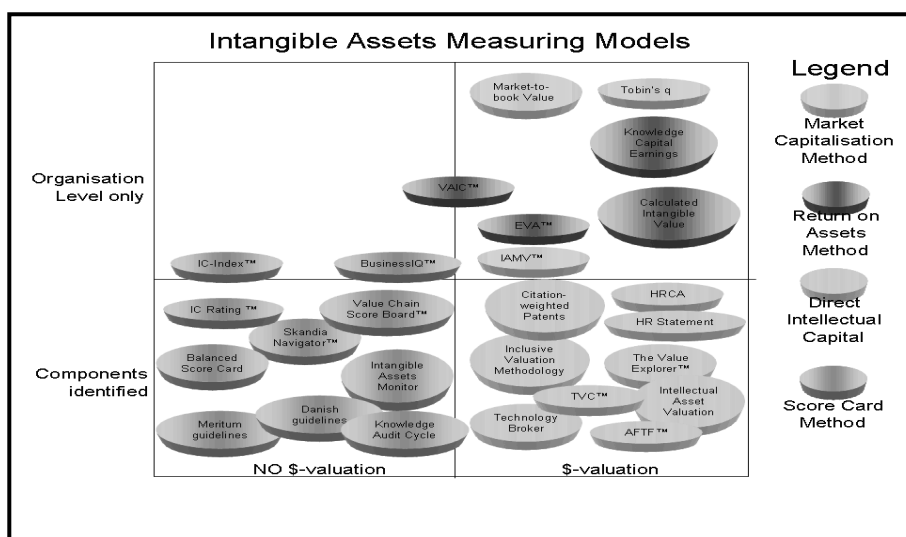 Intangible Assets Measuring Models
Legend
Market
Capitalisation
Method
Return on
Assets
Method
Direct
Intellectual
Capital
Score Card
Method
Organisation
Level only
Components
identified
Market-to-
book Value
Tobin's q
Knowledge
Capital
Earnings
VAIC™
Calculated
Intangible
Value
EVA™
IAMV™
IC-Index™
BusinessIQ™
IC Rating ™
Value Chain
Score Board™
Skandia
Navigator™
Balanced
Score Card
Intangible
Assets
Monitor
Meritum
guidelines
Danish
guidelines
Knowledge
Audit Cycle
Citation-
weighted
Patents
HRCA
HR Statement
Inclusive
Valuation
Methodology
The Value
Explorer™
TVC™
Intellectual
Asset
Valuation
Technology
Broker
AFTF™
NO $-valuation
$-valuation